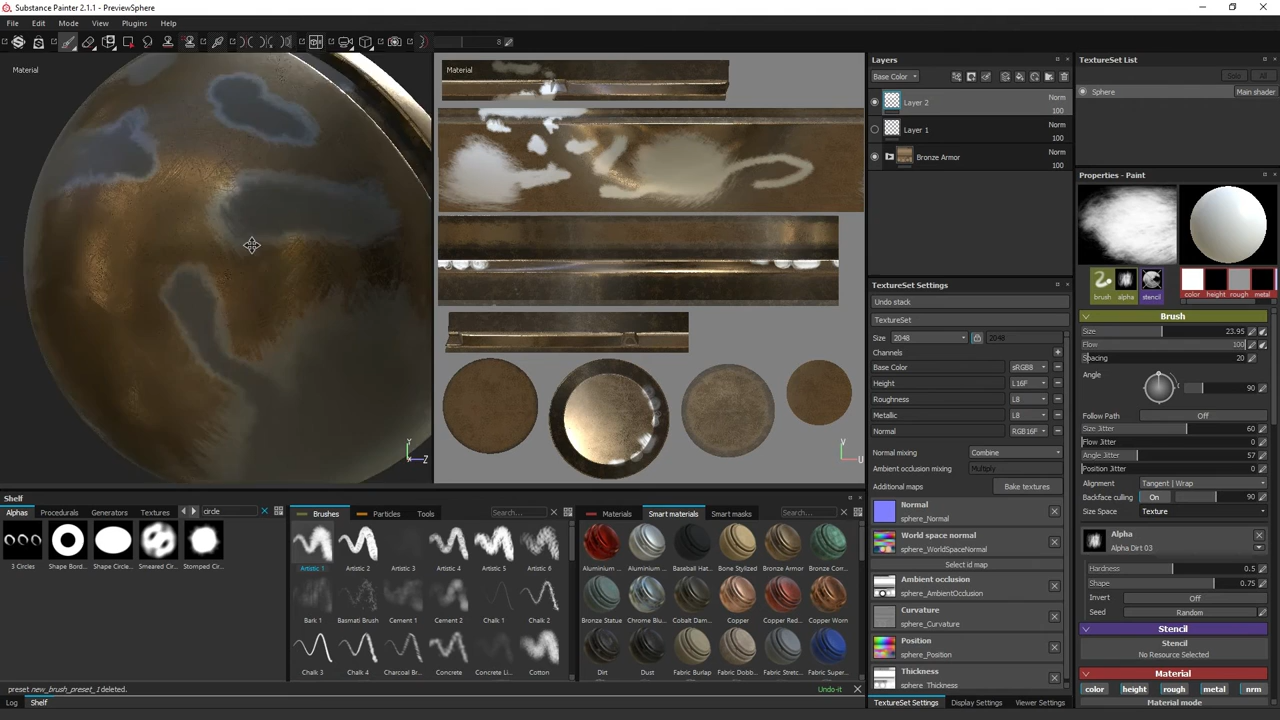 Substance Painter 2.1.1 - PreviewSphere
File Edit Mode View Plugins Help
8
Material
Material
Y
Z
V
U
Layers
Base Color
Layer 2 Norm 100
Layer 1 Norm 100
Bronze Armor Norm 100
TextureSet Settings
Undo stack
TextureSet
Size 2048 2048
Channels
Base Color sRGB8
Height L16F
Roughness L8
Metallic L8
Normal RGB16F
Normal mixing Combine
Ambient occlusion mixing Multiply
Additional maps Bake textures
Normal
sphere_Normal
World space normal
sphere_WorldSpaceNormal
Select id map
Ambient occlusion
sphere_AmbientOcclusion
Curvature
sphere_Curvature
Position
sphere_Position
Thickness
sphere_Thickness
TextureSet Settings Display Settings Viewer Settings
TextureSet List
Solo All
Sphere Main shader
Properties - Paint
brush alpha stencil color height rough metal
Brush
Size 23.95
Flow 100
Spacing 20
Angle 90
Follow Path Off
Size Jitter 60
Flow Jitter 0
Angle Jitter 57
Position Jitter 0
Alignment Tangent | Wrap
Backface culling On 90
Size Space Texture
Alpha
Alpha Dirt 03
Hardness 0.5
Shape 0.75
Invert Off
Seed Random
Stencil
Stencil
No Resource Selected
Material
color height rough metal nrm
Material mode
Shelf
Alphas Procedurals Generators Textures circle
3 Circles Shape Bord... Shape Circle... Smeared Cir... Stomped Cir...
Brushes Particles Tools Search...
Artistic 1 Artistic 2 Artistic 3 Artistic 4 Artistic 5 Artistic 6
Bark 1 Basmati Brush Cement 1 Cement 2 Chalk 1 Chalk 2
Chalk 3 Chalk 4 Charcoal Br... Concrete Concrete Li... Cotton
Materials Smart materials Smart masks Search...
Aluminium ... Aluminium ... Baseball Hat... Bone Stylized Bronze Armor Bronze Corr...
Bronze Statue Chrome Blu... Cobalt Dam... Copper Copper Red... Copper Worn
Dirt Dust Fabric Baseb... Fabric Dobb... Fabric Stretc... Fabric Super...
preset new_brush_preset_1 deleted. Undo-it
Log Shelf